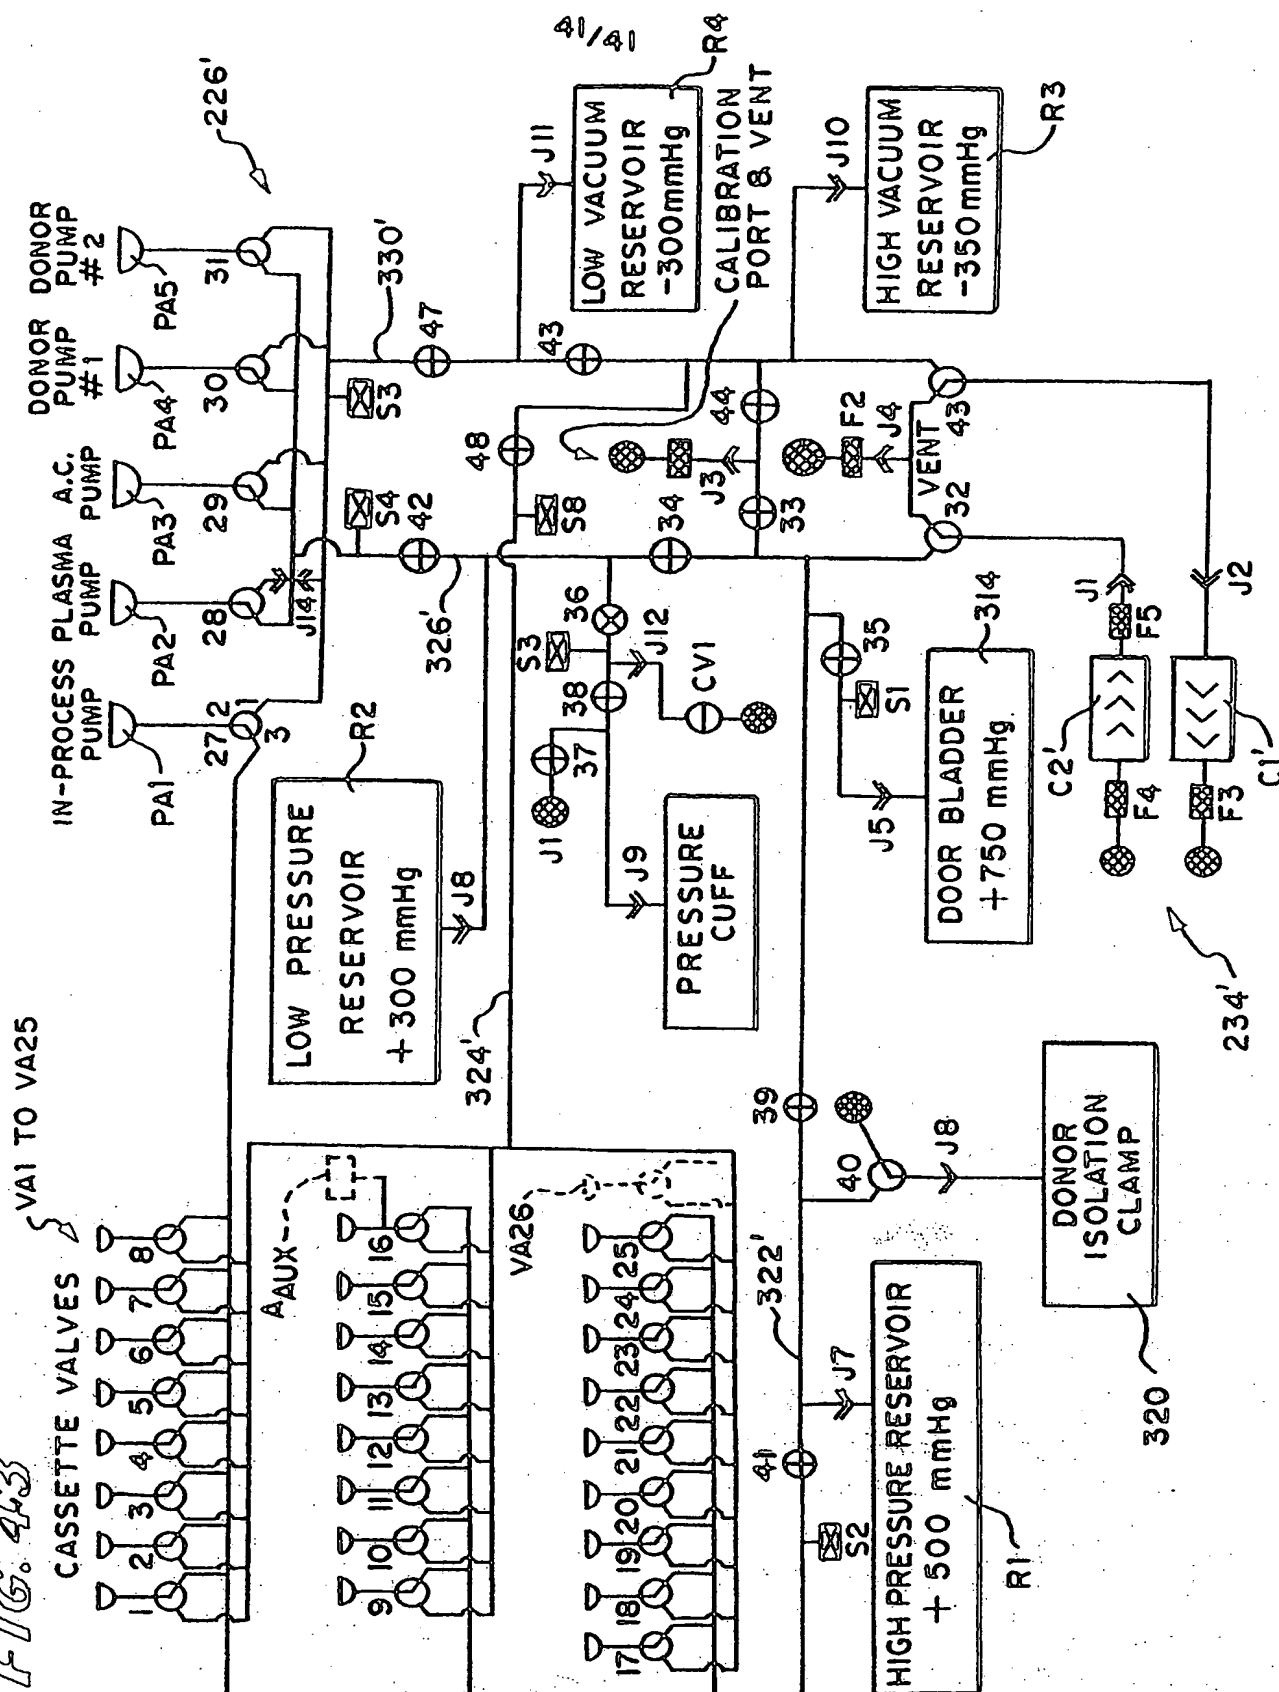 FIG. 43
41/41
226'
CASSETTE VALVES
VA1 TO VA25
1
2
3
4
5
6
7
8
AAUX
9
10
11
12
13
14
15
16
VA26
17
18
19
20
21
22
23
24
25
IN-PROCESS
PUMP
PLASMA
PUMP
A.C.
PUMP
DONOR
PUMP
#1
DONOR
PUMP
#2
PA1
PA2
PA3
PA4
PA5
27
2
1
3
28
29
30
31
J14
S4
S3
42
47
330'
326'
324'
322'
LOW PRESSURE
RESERVOIR
+300 mmHg
R2
J8
J11
LOW VACUUM
RESERVOIR
-300mmHg
R4
43
48
S8
CALIBRATION
PORT & VENT
J3
44
33
34
HIGH VACUUM
RESERVOIR
-350mmHg
R3
J10
F2
J4
VENT
32
43
36
S3
J12
38
37
CV1
J1
J9
PRESSURE
CUFF
35
S1
J5
DOOR BLADDER
+750 mmHg
314
J1
F5
C2'
F4
J2
C1'
F3
234'
39
40
J8
DONOR
ISOLATION
CLAMP
320
41
S2
J7
HIGH PRESSURE RESERVOIR
+ 500 mmHg
R1